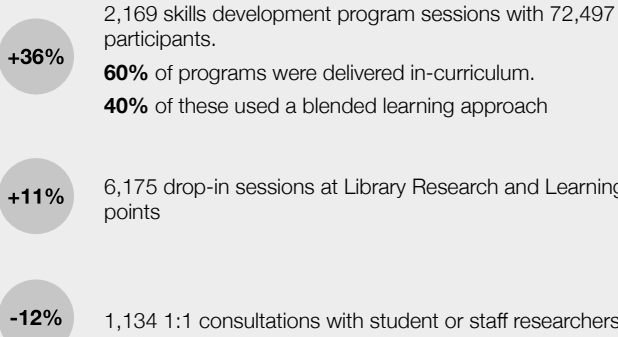 +36%
2,169 skills development program sessions with 72,497
participants.
60% of programs were delivered in-curriculum.
40% of these used a blended learning approach
+11%
6,175 drop-in sessions at Library Research and Learning
points
-12%
1,134 1:1 consultations with student or staff researchers